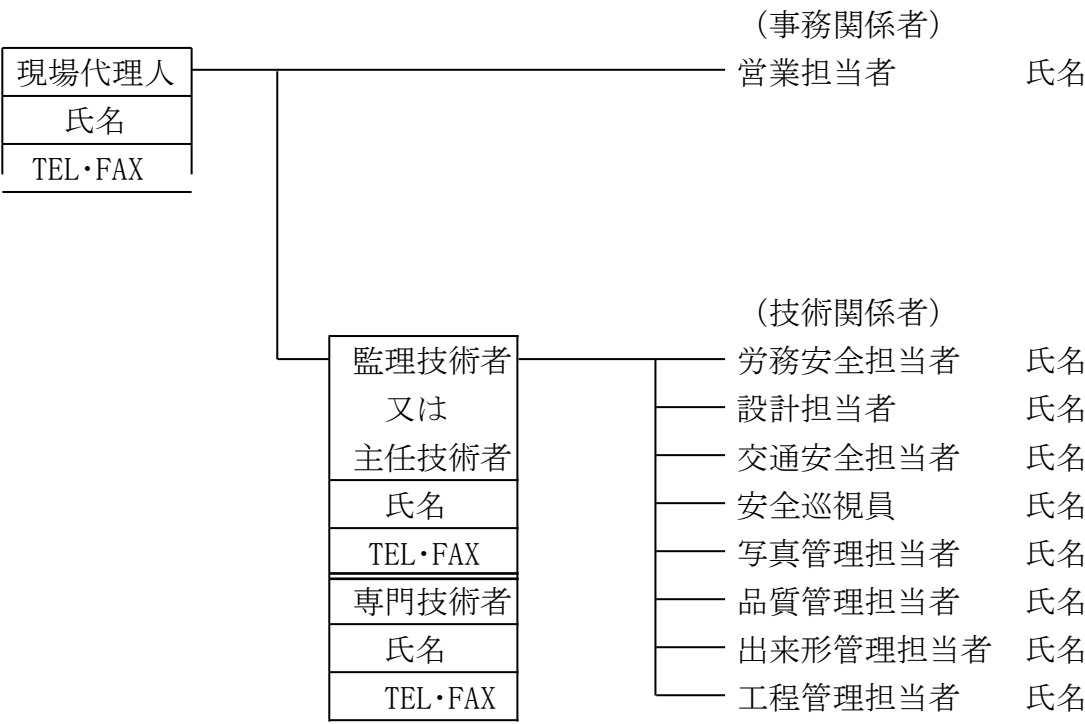 (事務関係者)
現場代理人 営業担当者 氏名
氏名
TEL・FAX
(技術関係者)
監理技術者 労務安全担当者 氏名
又は 設計担当者 氏名
主任技術者 交通安全担当者 氏名
氏名 安全巡視員 氏名
TEL・FAX 写真管理担当者 氏名
専門技術者 品質管理担当者 氏名
氏名 出来形管理担当者 氏名
TEL・FAX 工程管理担当者 氏名